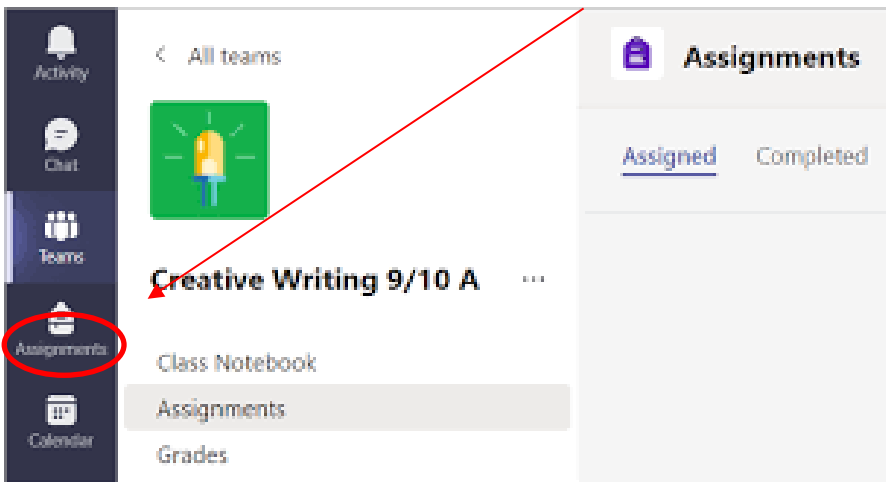 Activity
Chat
Teams
Assignments
Calendar
< All teams
Creative Writing 9/10 A ...
Class Notebook
Assignments
Grades
Assignments
Assigned Completed